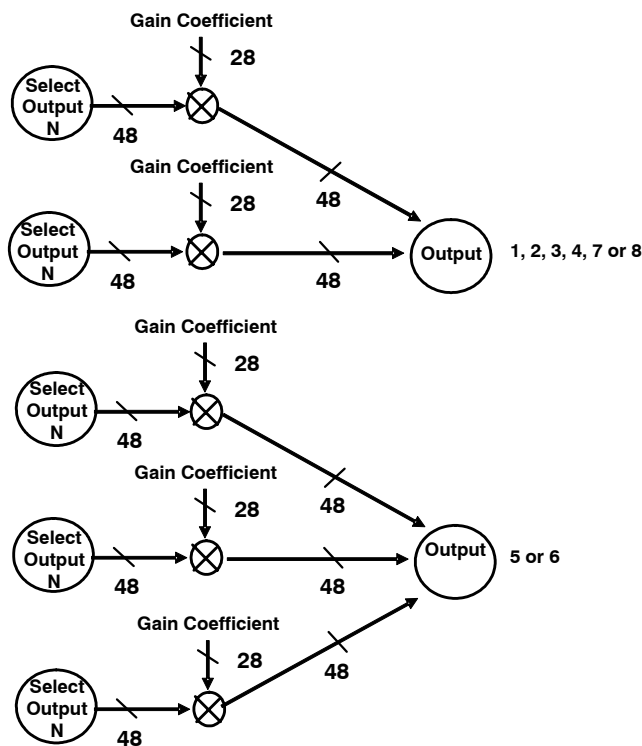 Gain Coefficient
28
Select
Output
N
48
48
Gain Coefficient
28
Select
Output
N
48
48
Output
1, 2, 3, 4, 7 or 8
Gain Coefficient
28
Select
Output
N
48
48
Gain Coefficient
28
Select
Output
N
48
48
Output
5 or 6
Gain Coefficient
28
Select
Output
N
48
48